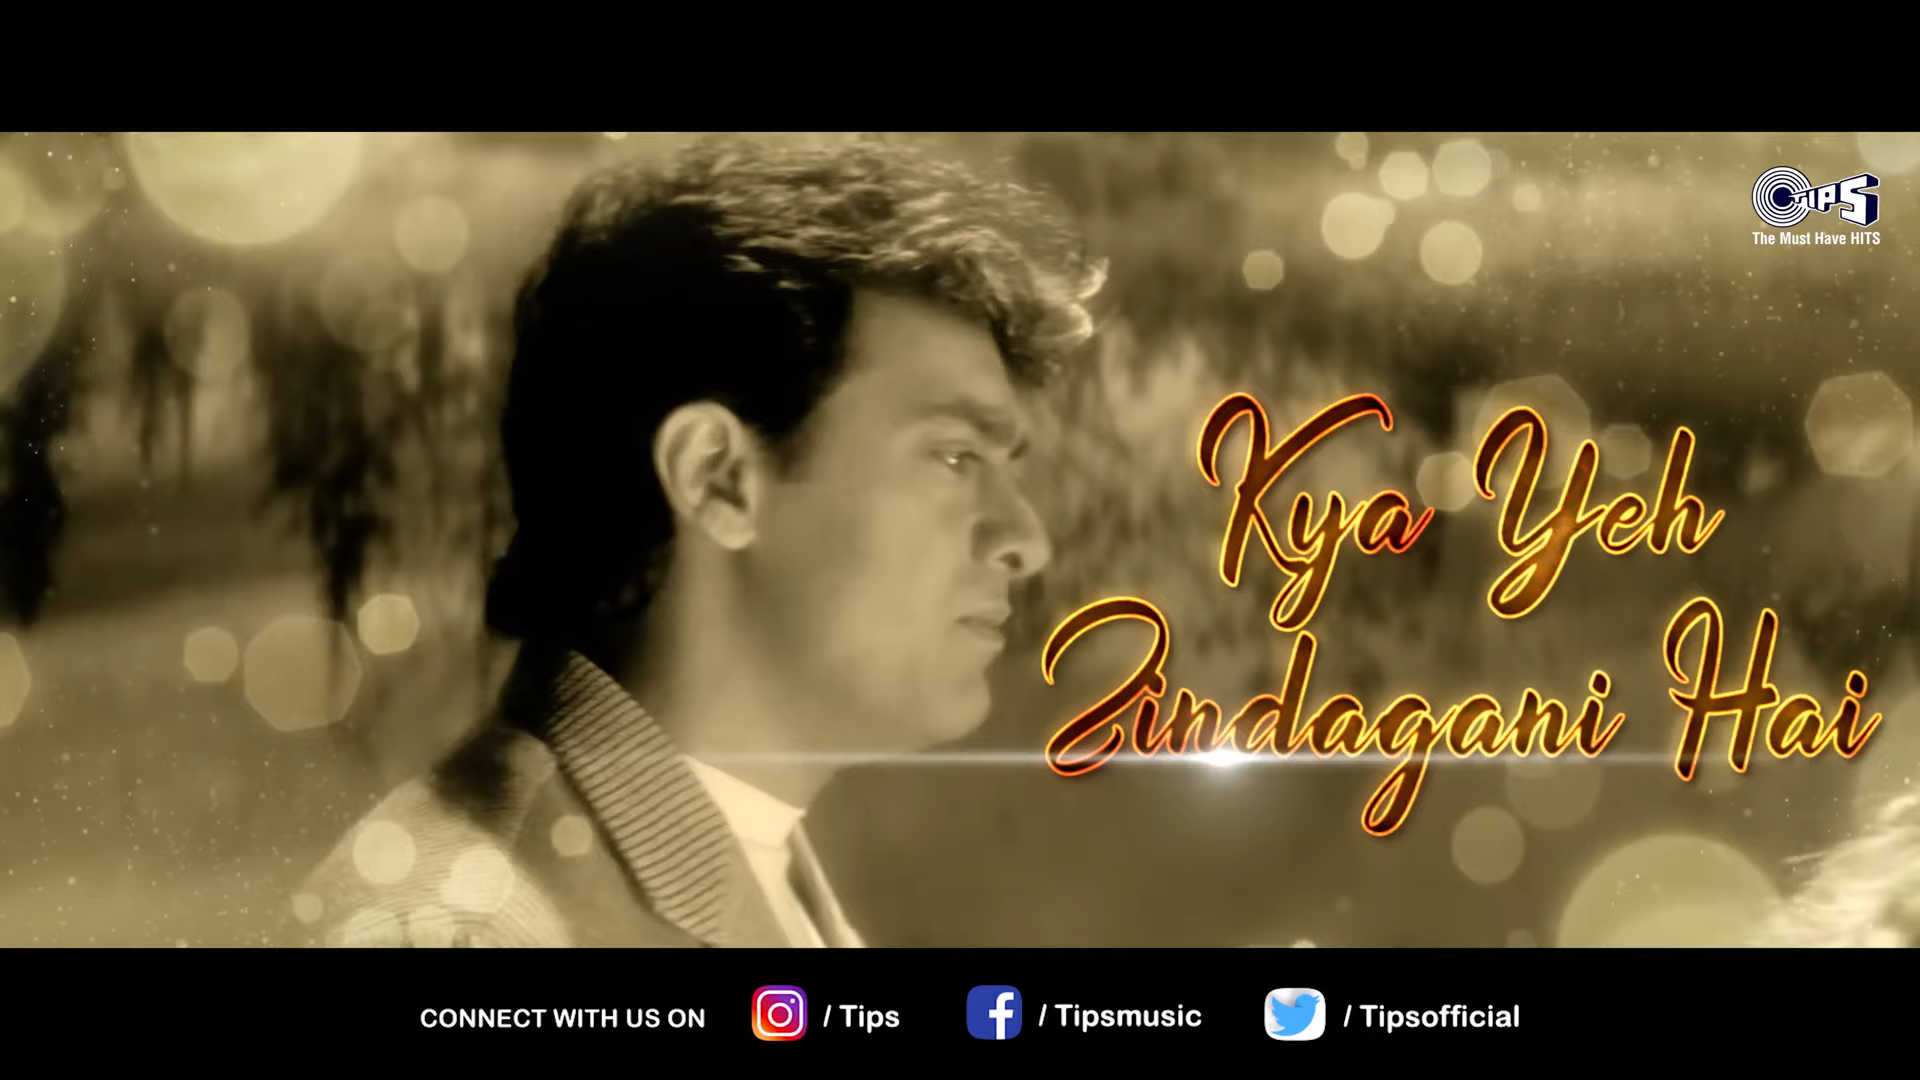 TIPS
The Must Have HITS
Kya Yeh
Zindagani Hai
CONNECT WITH US ON / Tips / Tipsmusic / Tipsofficial